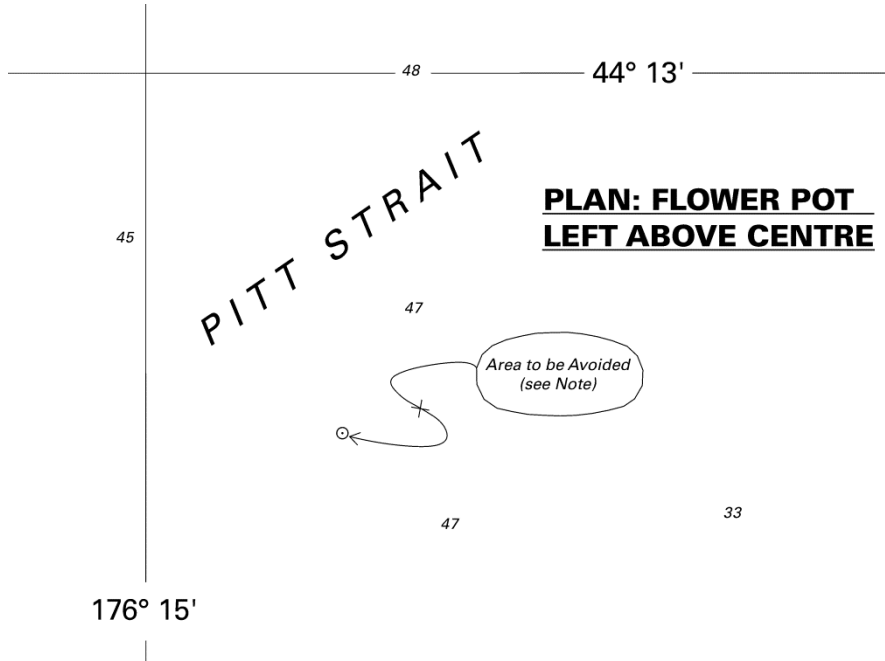 48
44° 13'
PITT STRAIT
PLAN: FLOWER POT
LEFT ABOVE CENTRE
45
47
Area to be Avoided
(see Note)
47
33
176° 15'